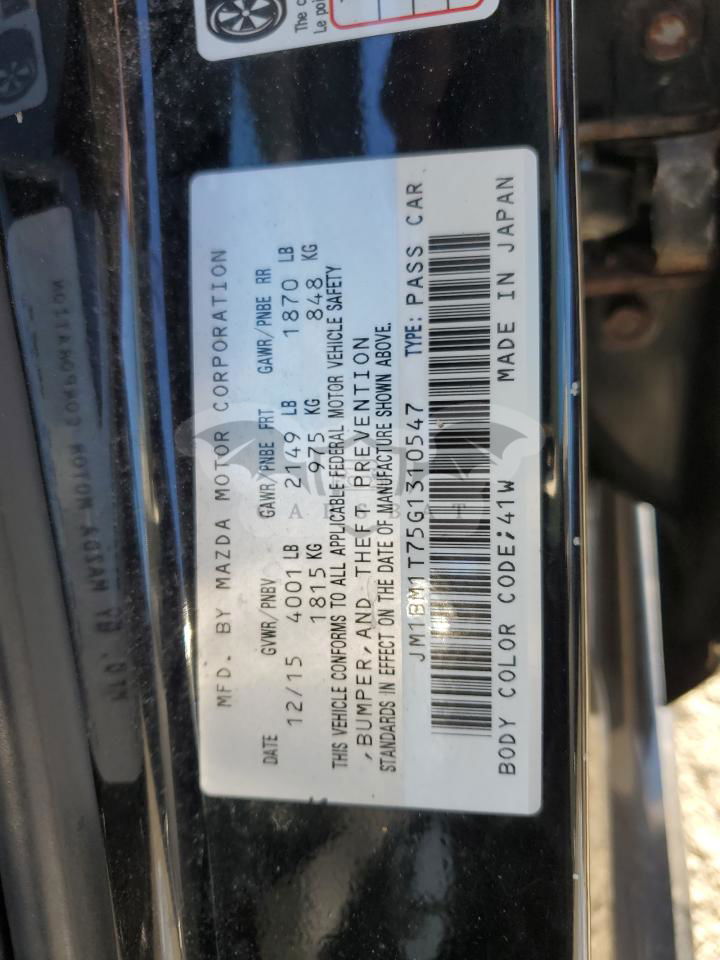 The c
Le poi
MFD. BY MAZDA MOTOR CORPORATION
DATE GVWR/PNBV GAWR/PNBE FRT GAWR/PNBE RR
12/15 4001 LB 2149 LB 1870 LB
1815 KG 975 KG 848 KG
THIS VEHICLE CONFORMS TO ALL APPLICABLE FEDERAL MOTOR VEHICLE SAFETY
,BUMPER,AND THEFT PREVENTION
STANDARDS IN EFFECT ON THE DATE OF MANUFACTURE SHOWN ABOVE.
JM1BM1T75G1310547 TYPE: PASS CAR
BODY COLOR CODE;41W MADE IN JAPAN